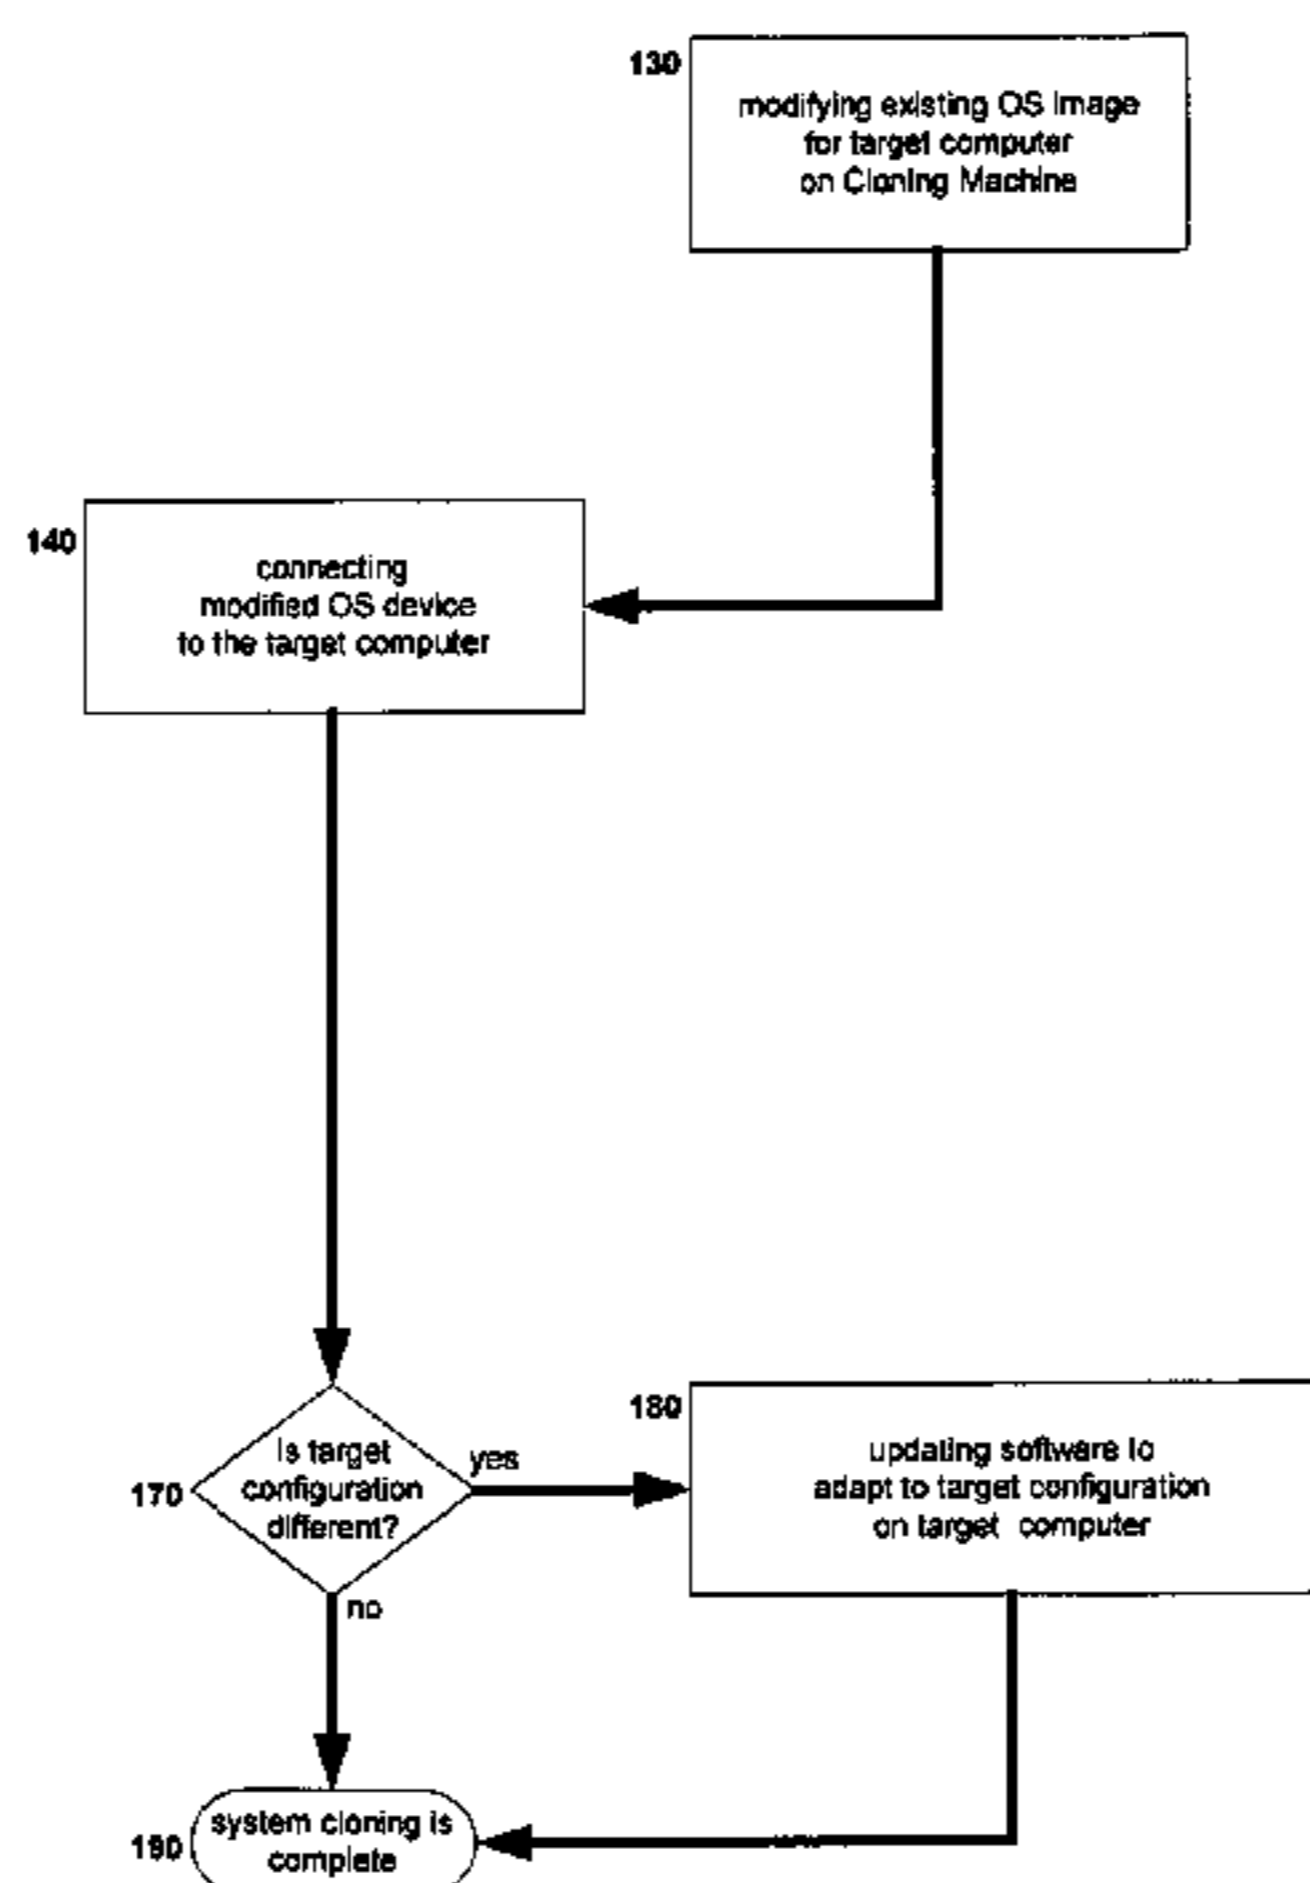 130
modifying existing OS image
for target computer
on Cloning Machine
140
connecting
modified OS device
to the target computer
170
is target
configuration
different?
yes
no
180
updating software to
adapt to target configuration
on target computer
190
system cloning is
complete